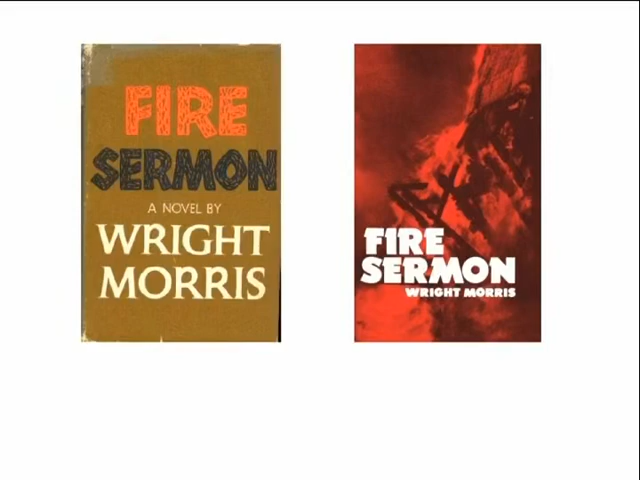 FIRE
SERMON
A NOVEL BY
WRIGHT
MORRIS
FIRE
SERMON
WRIGHT MORRIS